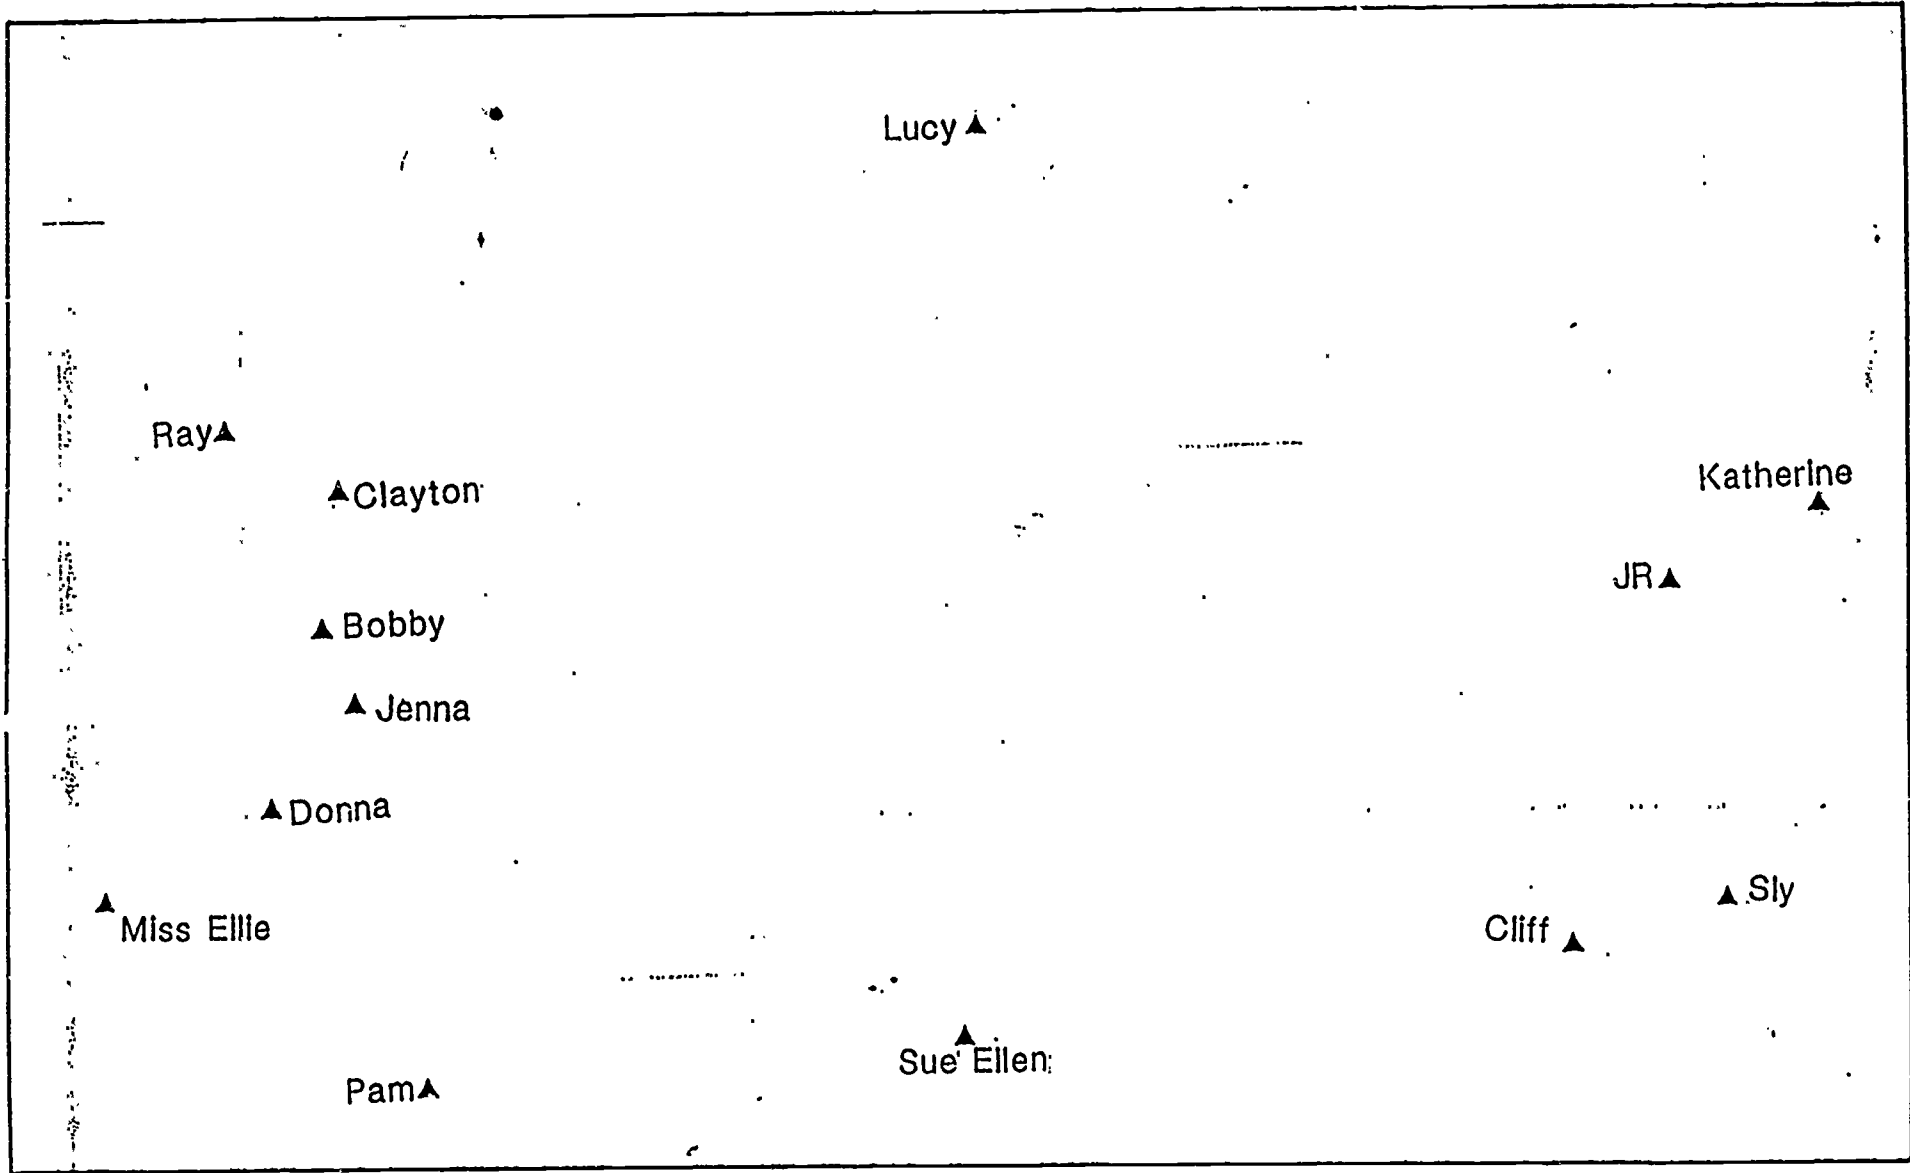 Lucy
Ray
Clayton
Katherine
JR
Bobby
Jenna
Donna
Sly
Miss Ellie
Cliff
Sue Ellen
Pam